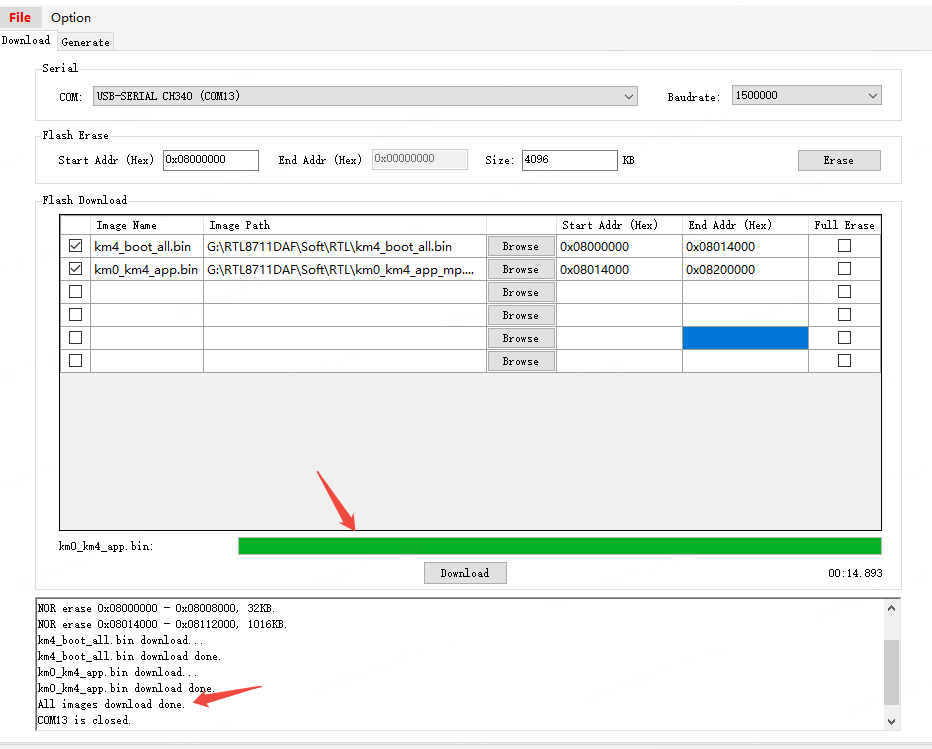 File Option
Download Generate
Serial
COM: USB-SERIAL CH340 (COM13) Baudrate: 1500000
Flash Erase
Start Addr (Hex) 0x08000000 End Addr (Hex) 0x00000000 Size: 4096 KB Erase
Flash Download
Image Name Image Path Start Addr (Hex) End Addr (Hex) Full Erase
km4_boot_all.bin G:\RTL8711DAF\Soft\RTL\km4_boot_all.bin Browse 0x08000000 0x08014000
km0_km4_app.bin G:\RTL8711DAF\Soft\RTL\km0_km4_app_mp.... Browse 0x08014000 0x08200000
Browse
Browse
Browse
Browse
km0_km4_app.bin:
Download 00:14.893
NOR erase 0x08000000 - 0x08008000, 32KB.
NOR erase 0x08014000 - 0x08112000, 1016KB.
km4_boot_all.bin download...
km4_boot_all.bin download done.
km0_km4_app.bin download...
km0_km4_app.bin download done.
All images download done.
COM13 is closed.